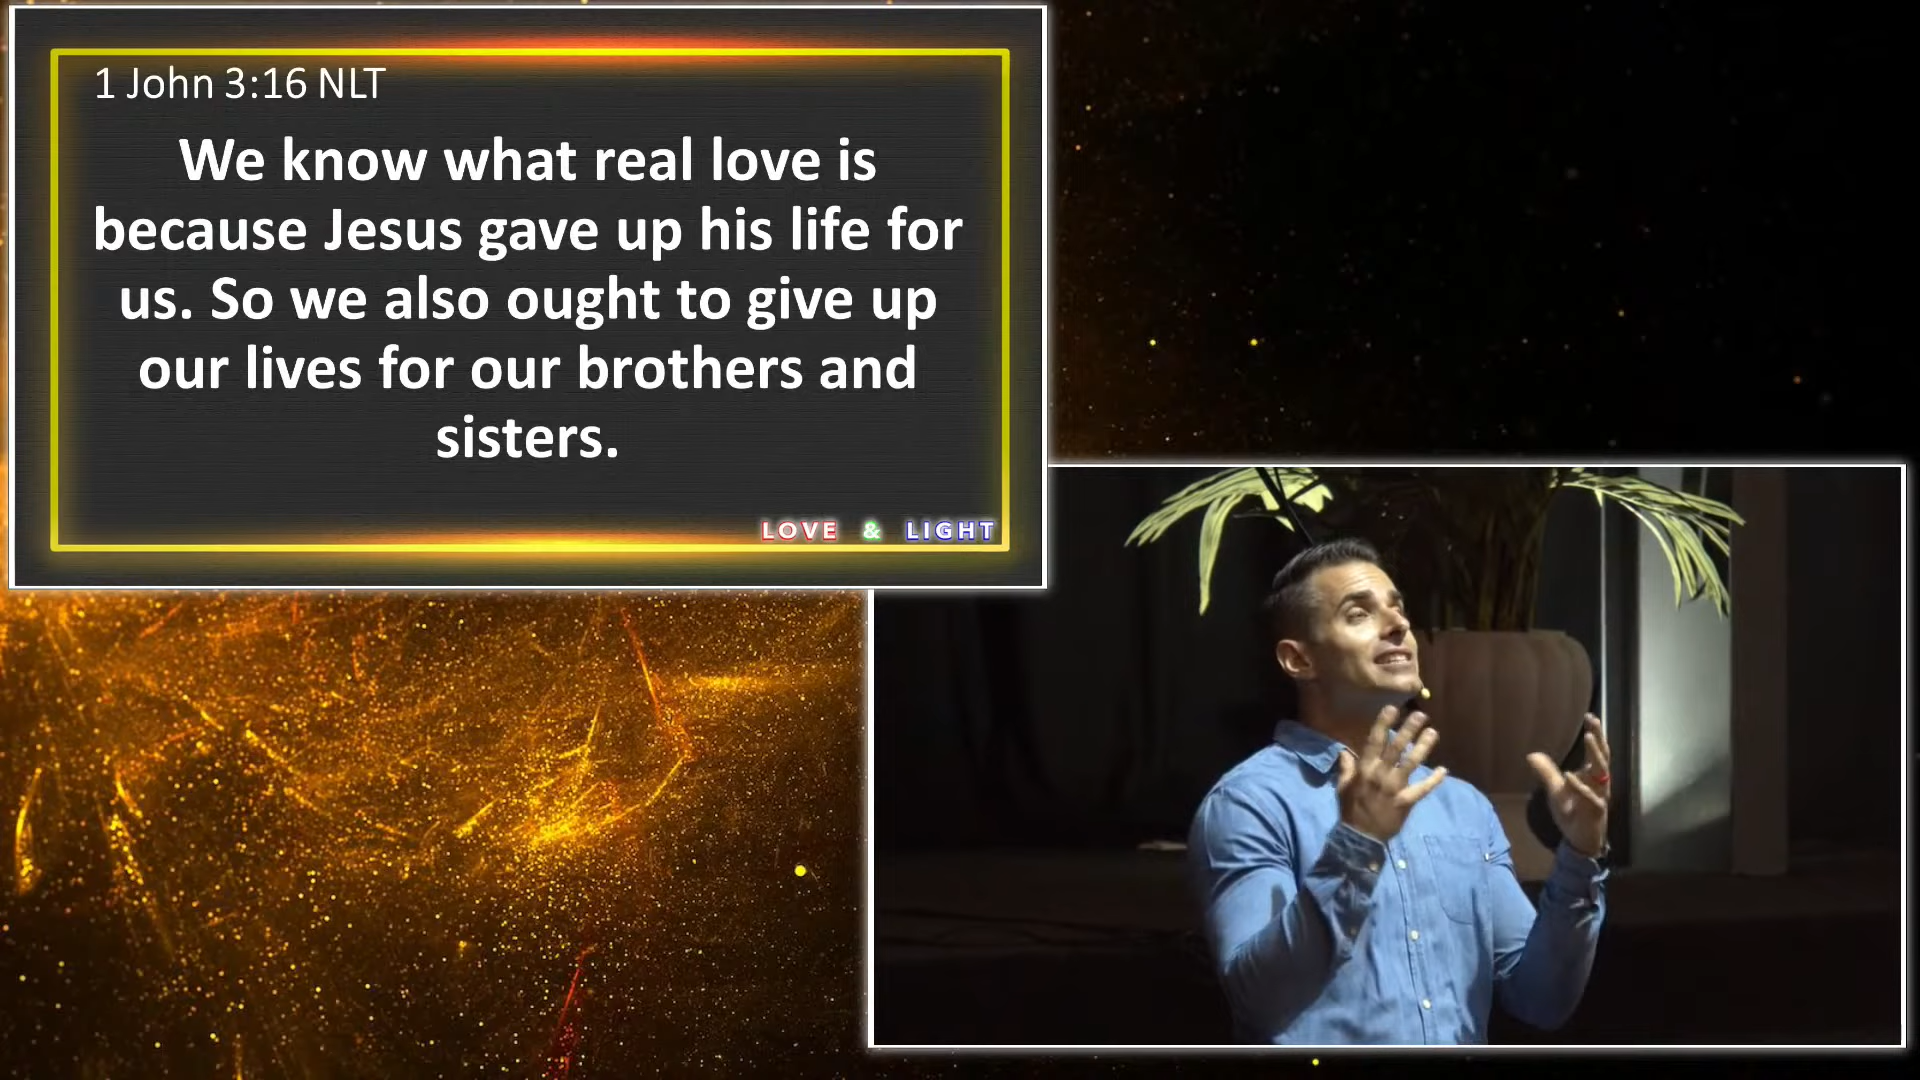 1 John 3:16 NLT
We know what real love is
because Jesus gave up his life for
us. So we also ought to give up
our lives for our brothers and
sisters.
LOVE & LIGHT